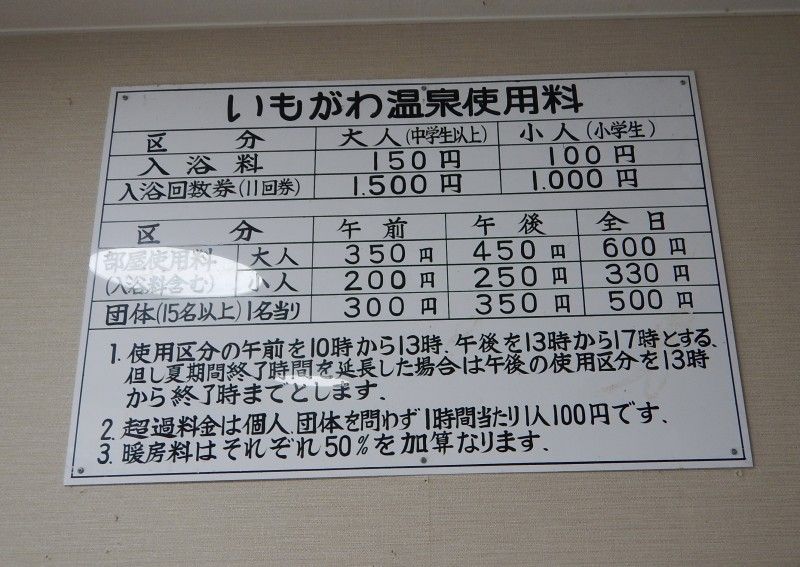 いもがわ温泉使用料
区 分 大人(中学生以上) 小人(小学生)
入浴料 150円 100円
入浴回数券(11回券) 1.500円 1.000円
区 分 午前 午後 全日
部屋使用料 大人 350円 450円 600円
(入浴料含む) 小人 200円 250円 330円
団体(15名以上)1名当り 300円 350円 500円
1. 使用区分の午前を10時から13時、午後を13時から17時とする、
但し夏期間終了時間を延長した場合は午後の使用区分を13時
から終了時までとします、
2. 超過料金は個人、団体を問わず1時間当たり1人100円です、
3. 暖房料はそれぞれ50%を加算なります、